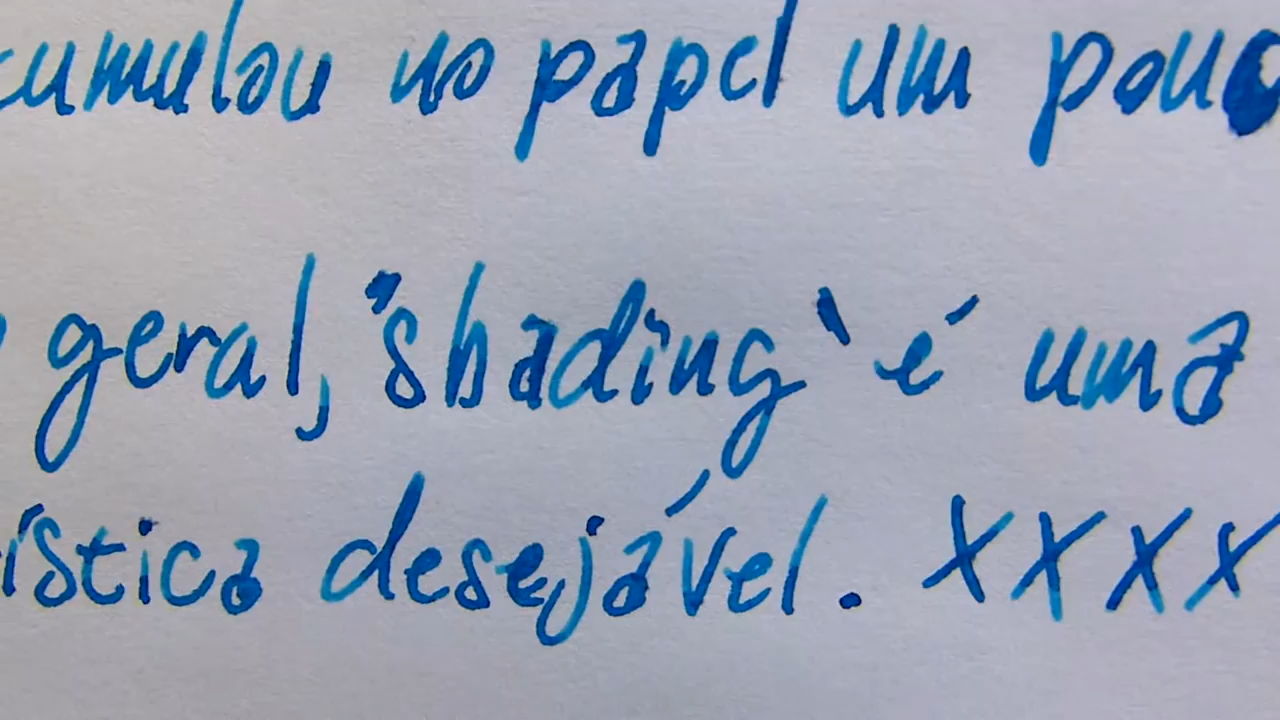 cumulou no papel um pouco
geral, "shading" é uma
ística desejável. XXXX